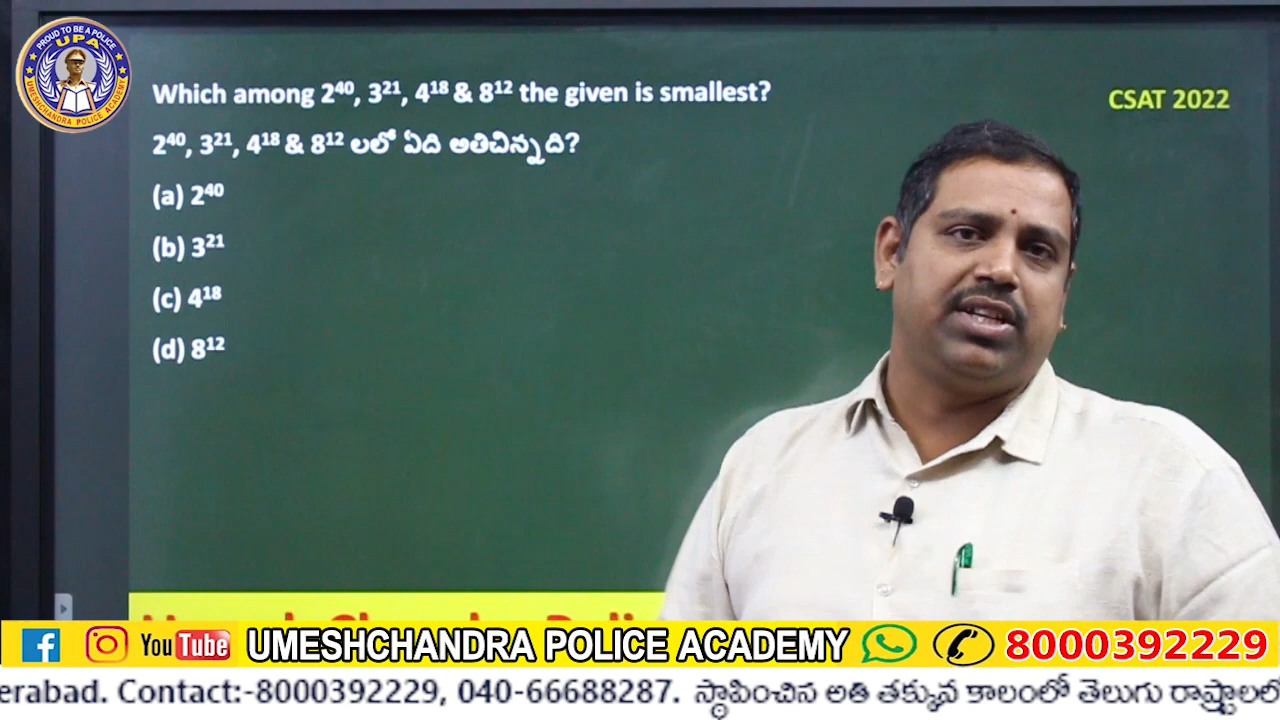 PROUD TO BE A POLICE
UPA
UMESHCHANDRA POLICE ACADEMY
Which among 2⁴⁰, 3²¹, 4¹⁸ & 8¹² the given is smallest?
CSAT 2022
2⁴⁰, 3²¹, 4¹⁸ & 8¹² లలో ఏది అతిచిన్నది?
(a) 2⁴⁰
(b) 3²¹
(c) 4¹⁸
(d) 8¹²
YouTube UMESHCHANDRA POLICE ACADEMY 8000392229
erabad. Contact:-8000392229, 040-66688287. స్థాపించిన అతి తక్కువ కాలంలో తెలుగు రాష్ట్రాలలో